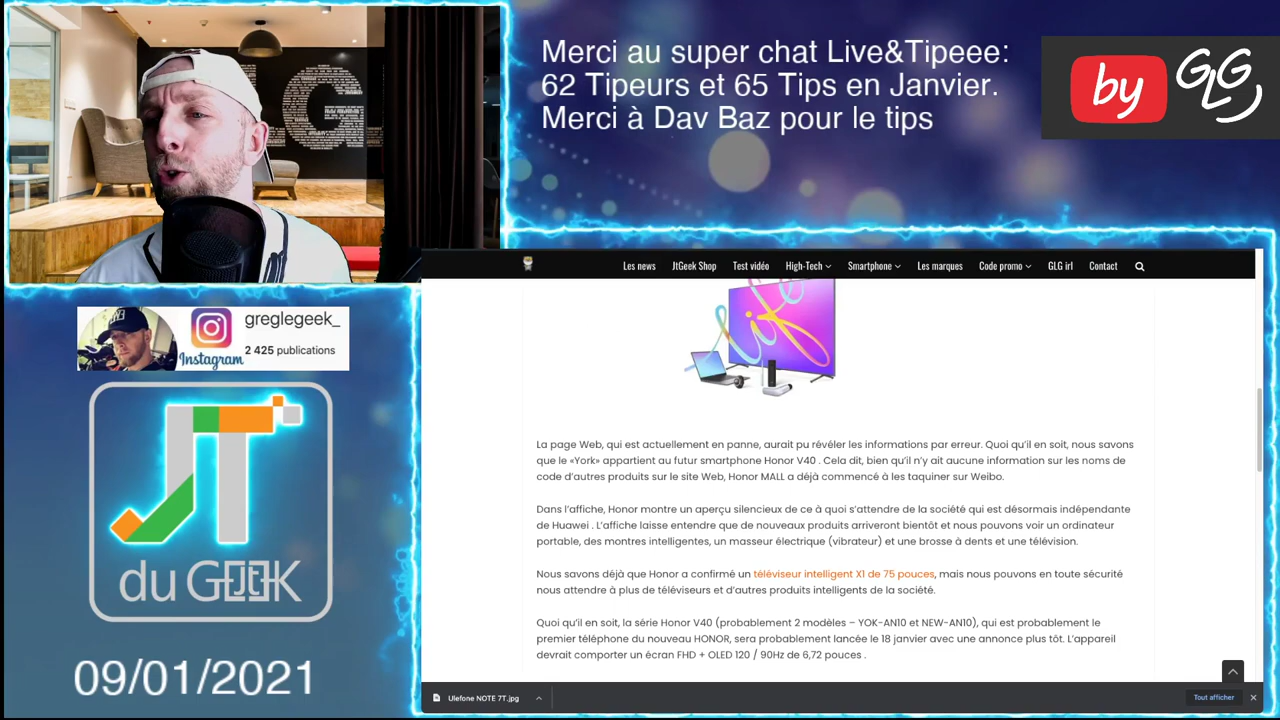 Merci au super chat Live&Tipeee:
62 Tipeurs et 65 Tips en Janvier.
Merci à Dav Baz pour le tips
by GLG
Les news JtGeek Shop Test vidéo High-Tech Smartphone Les marques Code promo GLG irl Contact
life
greglegeek_
Instagram
2 425 publications
JT
du GEEK
09/01/2021
La page Web, qui est actuellement en panne, aurait pu révéler les informations par erreur. Quoi qu'il en soit, nous savons
que le «York» appartient au futur smartphone Honor V40 . Cela dit, bien qu'il n'y ait aucune information sur les noms de
code d'autres produits sur le site Web, Honor MALL a déjà commencé à les taquiner sur Weibo.
Dans l'affiche, Honor montre un aperçu silencieux de ce à quoi s'attendre de la société qui est désormais indépendante
de Huawei . L'affiche laisse entendre que de nouveaux produits arriveront bientôt et nous pouvons voir un ordinateur
portable, des montres intelligentes, un masseur électrique (vibrateur) et une brosse à dents et une télévision.
Nous savons déjà que Honor a confirmé un téléviseur intelligent X1 de 75 pouces, mais nous pouvons en toute sécurité
nous attendre à plus de téléviseurs et d'autres produits intelligents de la société.
Quoi qu'il en soit, la série Honor V40 (probablement 2 modèles – YOK-AN10 et NEW-AN10), qui est probablement le
premier téléphone du nouveau HONOR, sera probablement lancée le 18 janvier avec une annonce plus tôt. L'appareil
devrait comporter un écran FHD + OLED 120 / 90Hz de 6,72 pouces .
Ulefone NOTE 7T.jpg
Tout afficher